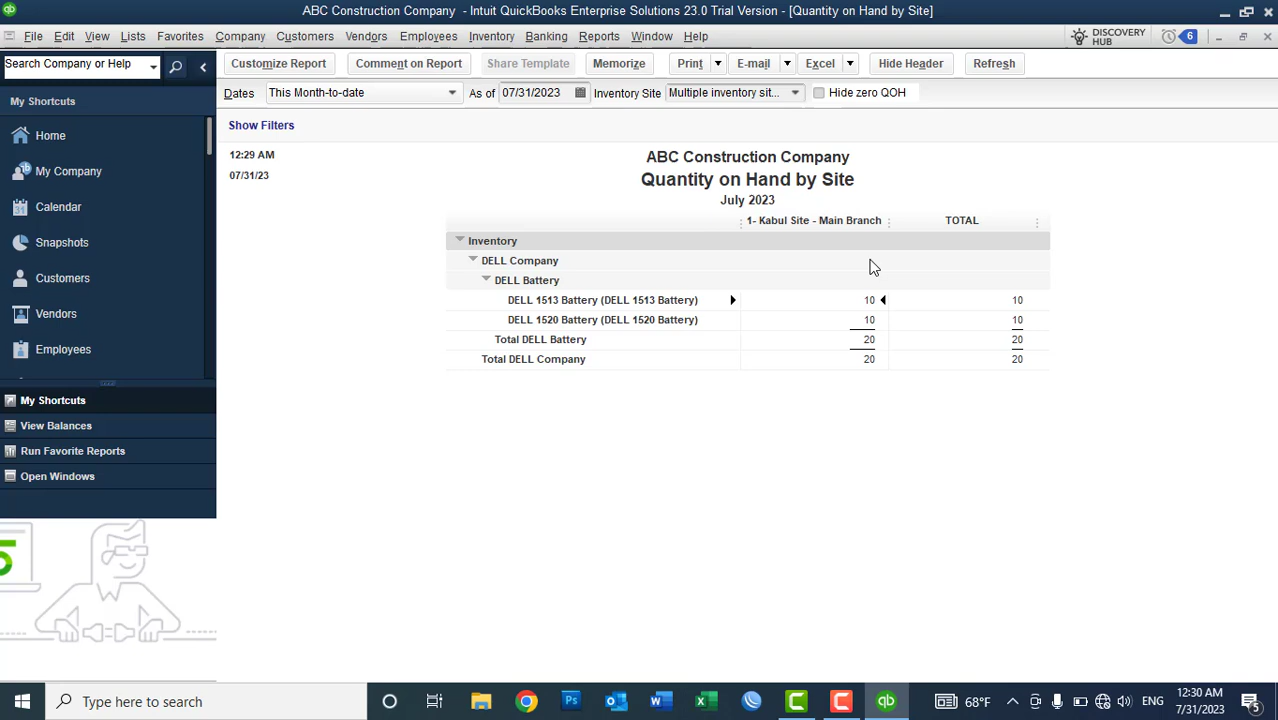 ABC Construction Company - Intuit QuickBooks Enterprise Solutions 23.0 Trial Version - [Quantity on Hand by Site]
File Edit View Lists Favorites Company Customers Vendors Employees Inventory Banking Reports Window Help
DISCOVERY HUB 6
Search Company or Help
Customize Report Comment on Report Share Template Memorize Print E-mail Excel Hide Header Refresh
Dates This Month-to-date As of 07/31/2023 Inventory Site Multiple inventory sit... Hide zero QOH
My Shortcuts
Home
My Company
Calendar
Snapshots
Customers
Vendors
Employees
My Shortcuts
View Balances
Run Favorite Reports
Open Windows
Show Filters
12:29 AM
07/31/23
ABC Construction Company
Quantity on Hand by Site
July 2023
1- Kabul Site - Main Branch TOTAL
Inventory
DELL Company
DELL Battery
DELL 1513 Battery (DELL 1513 Battery) 10 10
DELL 1520 Battery (DELL 1520 Battery) 10 10
Total DELL Battery 20 20
Total DELL Company 20 20
Type here to search
68°F ENG 12:30 AM
7/31/2023 5